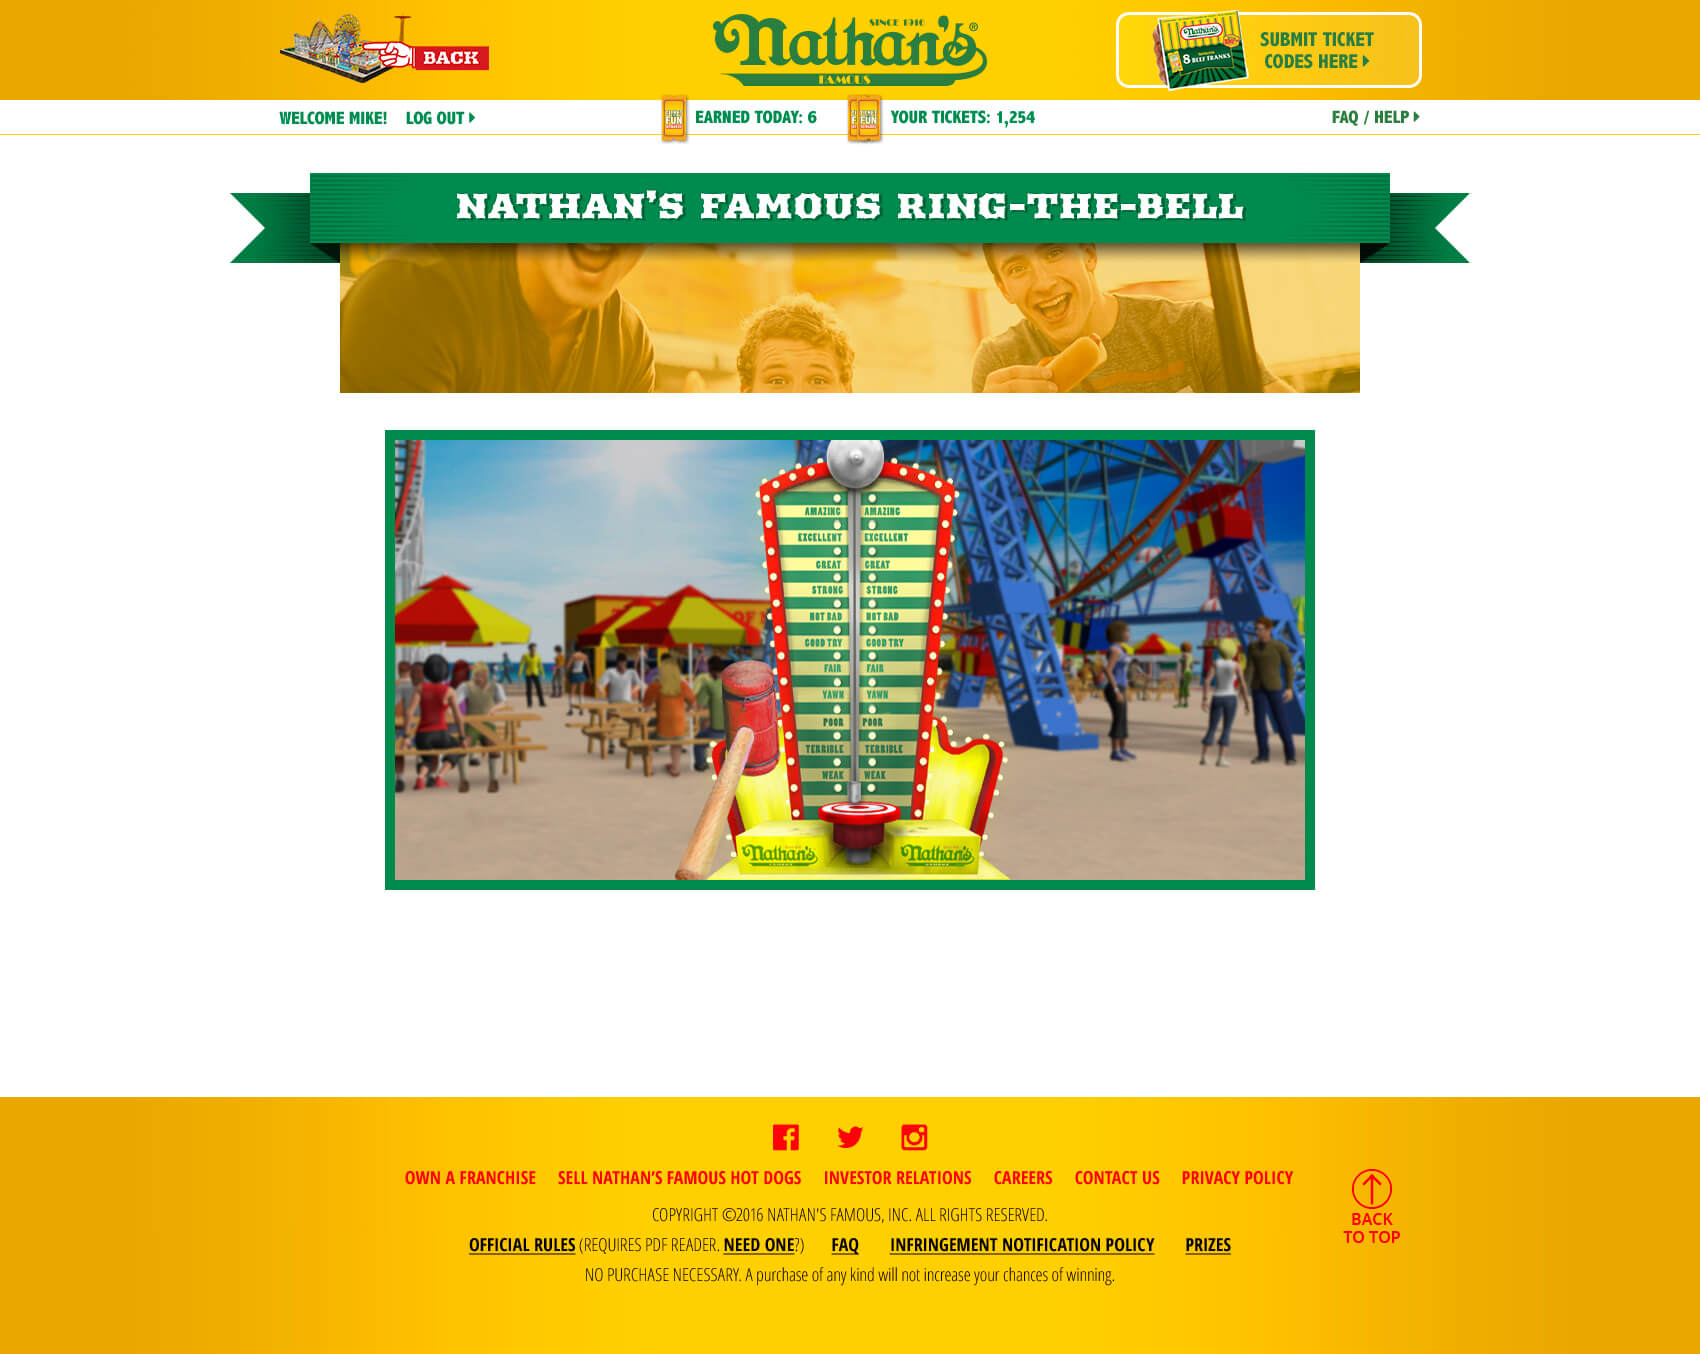 BACK
SINCE 1916
Nathan's®
FAMOUS
Nathan's
8 BEEF FRANKS
SUBMIT TICKET
CODES HERE
WELCOME MIKE! LOG OUT
FUN
EARNED TODAY: 6
FUN
YOUR TICKETS: 1,254
FAQ / HELP
NATHAN'S FAMOUS RING-THE-BELL
AMAZING AMAZING
EXCELLENT EXCELLENT
GREAT GREAT
STRONG STRONG
NOT BAD NOT BAD
GOOD TRY GOOD TRY
FAIR FAIR
YAWN YAWN
POOR POOR
TERRIBLE TERRIBLE
WEAK WEAK
Nathan's Nathan's
OWN A FRANCHISE SELL NATHAN'S FAMOUS HOT DOGS INVESTOR RELATIONS CAREERS CONTACT US PRIVACY POLICY
COPYRIGHT ©2016 NATHAN'S FAMOUS, INC. ALL RIGHTS RESERVED.
OFFICIAL RULES (REQUIRES PDF READER. NEED ONE?) FAQ INFRINGEMENT NOTIFICATION POLICY PRIZES
NO PURCHASE NECESSARY. A purchase of any kind will not increase your chances of winning.
BACK
TO TOP